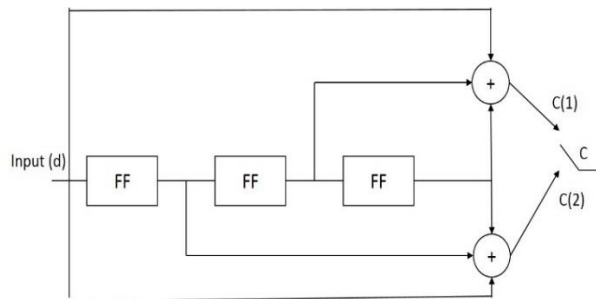 +
C(1)
Input (d)
FF
FF
FF
C
C(2)
+